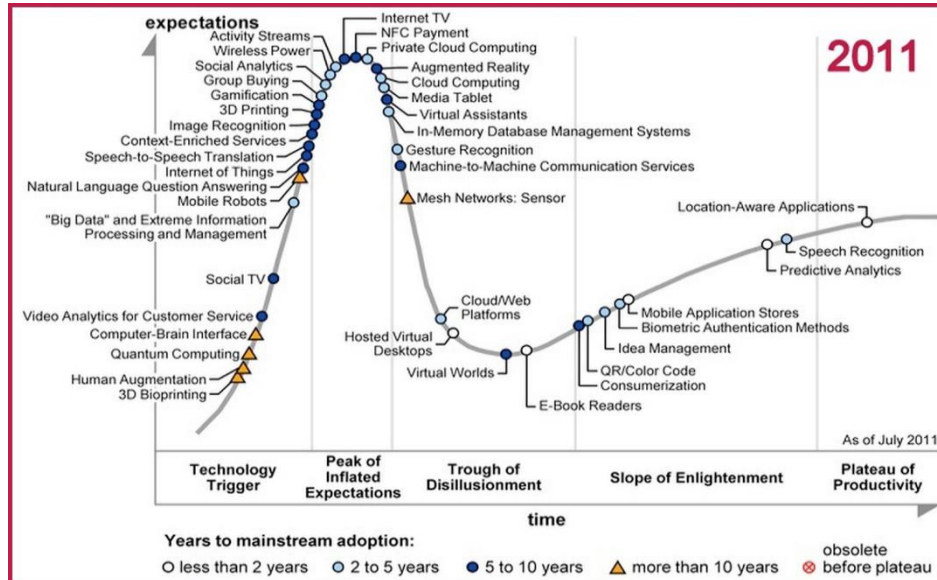 expectations
2011
Internet TV
NFC Payment
Activity Streams
Private Cloud Computing
Wireless Power
Augmented Reality
Social Analytics
Cloud Computing
Group Buying
Media Tablet
Gamification
Virtual Assistants
3D Printing
In-Memory Database Management Systems
Image Recognition
Context-Enriched Services
Gesture Recognition
Speech-to-Speech Translation
Machine-to-Machine Communication Services
Internet of Things
Natural Language Question Answering
Mobile Robots
Mesh Networks: Sensor
"Big Data" and Extreme Information
Processing and Management
Location-Aware Applications
Speech Recognition
Predictive Analytics
Social TV
Cloud/Web
Platforms
Video Analytics for Customer Service
Mobile Application Stores
Computer-Brain Interface
Hosted Virtual
Desktops
Biometric Authentication Methods
Quantum Computing
Idea Management
Virtual Worlds
Human Augmentation
QR/Color Code
3D Bioprinting
Consumerization
E-Book Readers
As of July 2011
Technology
Trigger
Peak of
Inflated
Expectations
Trough of
Disillusionment
Slope of Enlightenment
Plateau of
Productivity
time
Years to mainstream adoption:
less than 2 years
2 to 5 years
5 to 10 years
more than 10 years
obsolete
before plateau